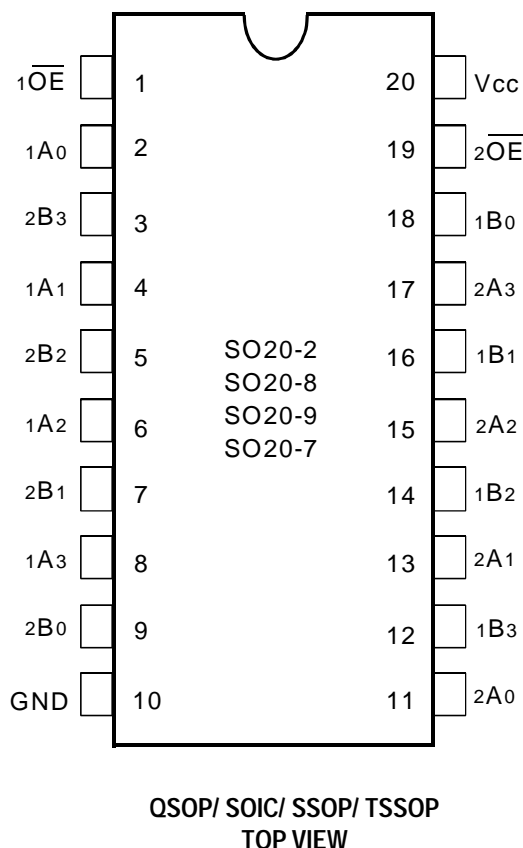 1O̅E̅ 1 20 Vcc
1A0 2 19 2O̅E̅
2B3 3 18 1B0
1A1 4 17 2A3
2B2 5 16 1B1
1A2 6 15 2A2
2B1 7 14 1B2
1A3 8 13 2A1
2B0 9 12 1B3
GND 10 11 2A0
SO20-2
SO20-8
SO20-9
SO20-7
QSOP/ SOIC/ SSOP/ TSSOP
TOP VIEW